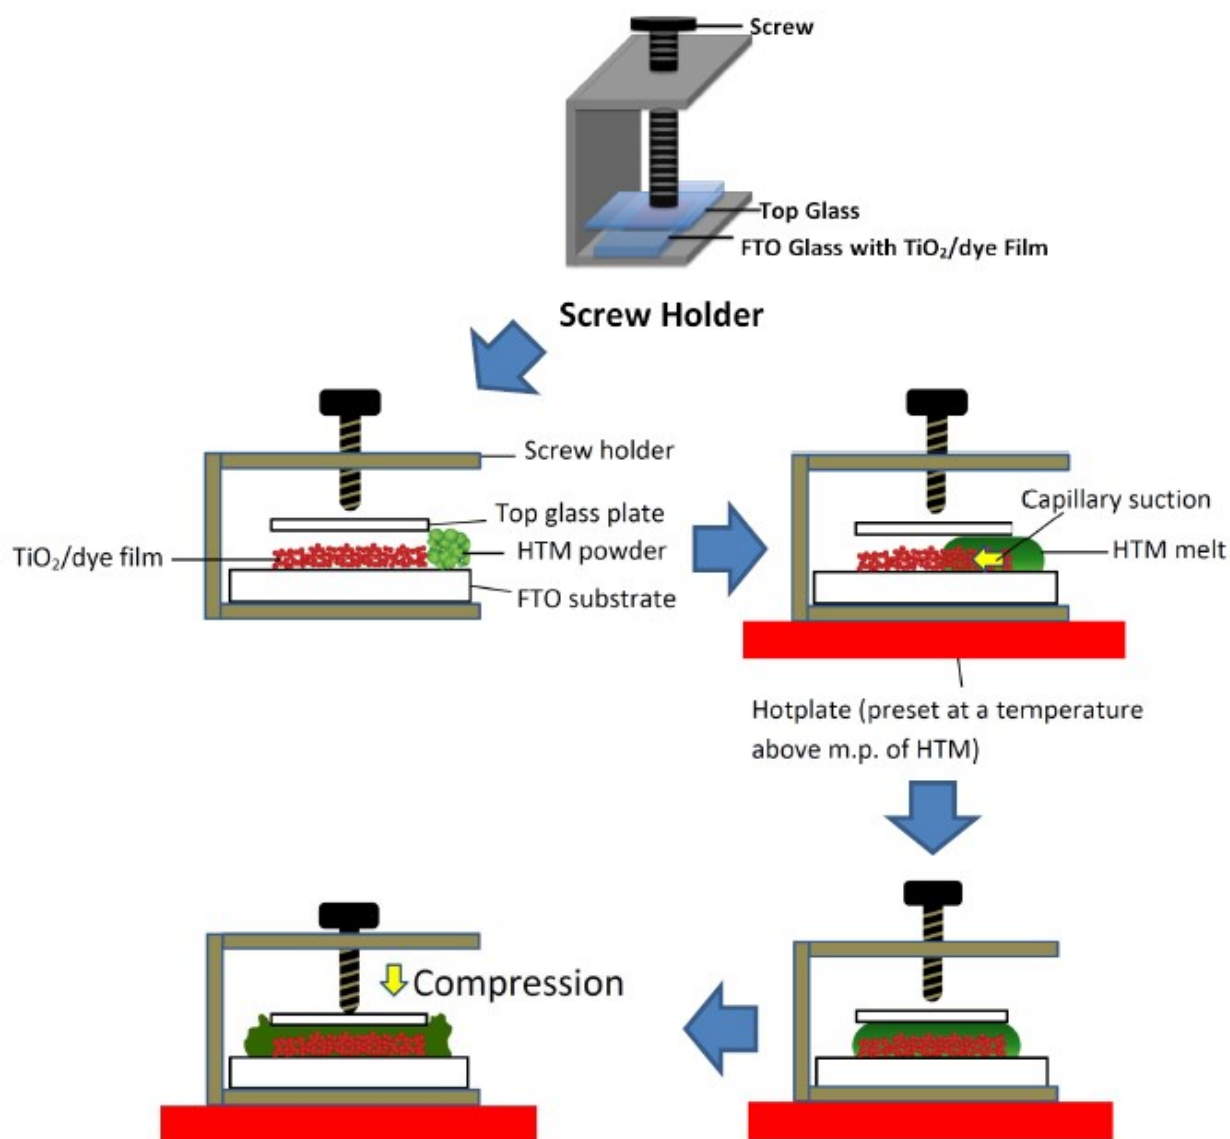 Screw
Top Glass
FTO Glass with TiO₂/dye Film
Screw Holder
Screw holder
Top glass plate
HTM powder
TiO₂/dye film
FTO substrate
Capillary suction
HTM melt
Hotplate (preset at a temperature
above m.p. of HTM)
Compression